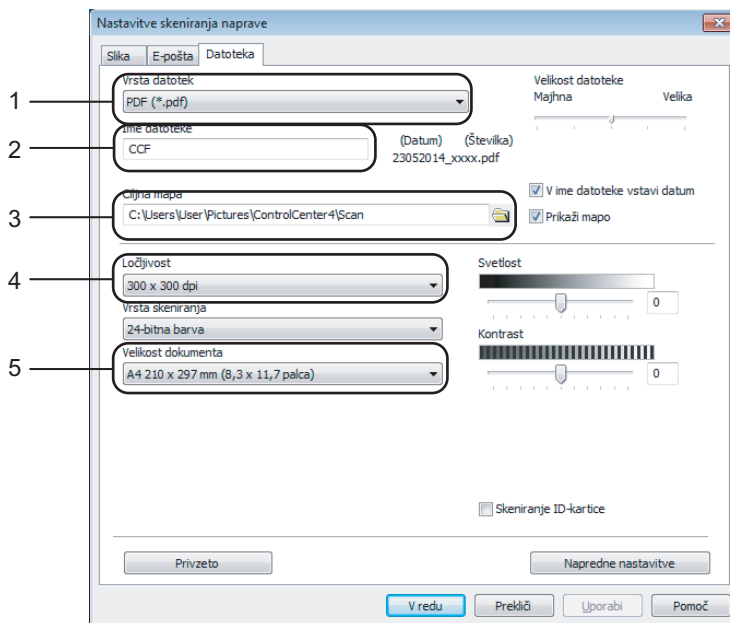 Nastavitve skeniranja naprave
Slika E-pošta Datoteka
Vrsta datotek
Velikost datoteke
1
PDF (*.pdf)
Majhna Velika
Ime datoteke
2
CCF
(Datum) (Številka)
23052014_xxxx.pdf
Ciljna mapa
V ime datoteke vstavi datum
3
C:\Users\User\Pictures\ControlCenter4\Scan
Prikaži mapo
4
Ločljivost
Svetlost
300 x 300 dpi
0
Vrsta skeniranja
24-bitna barva
Kontrast
Velikost dokumenta
5
A4 210 x 297 mm (8,3 x 11,7 palca)
0
Skeniranje ID-kartice
Privzeto
Napredne nastavitve
V redu Prekliči Uporabi Pomoč